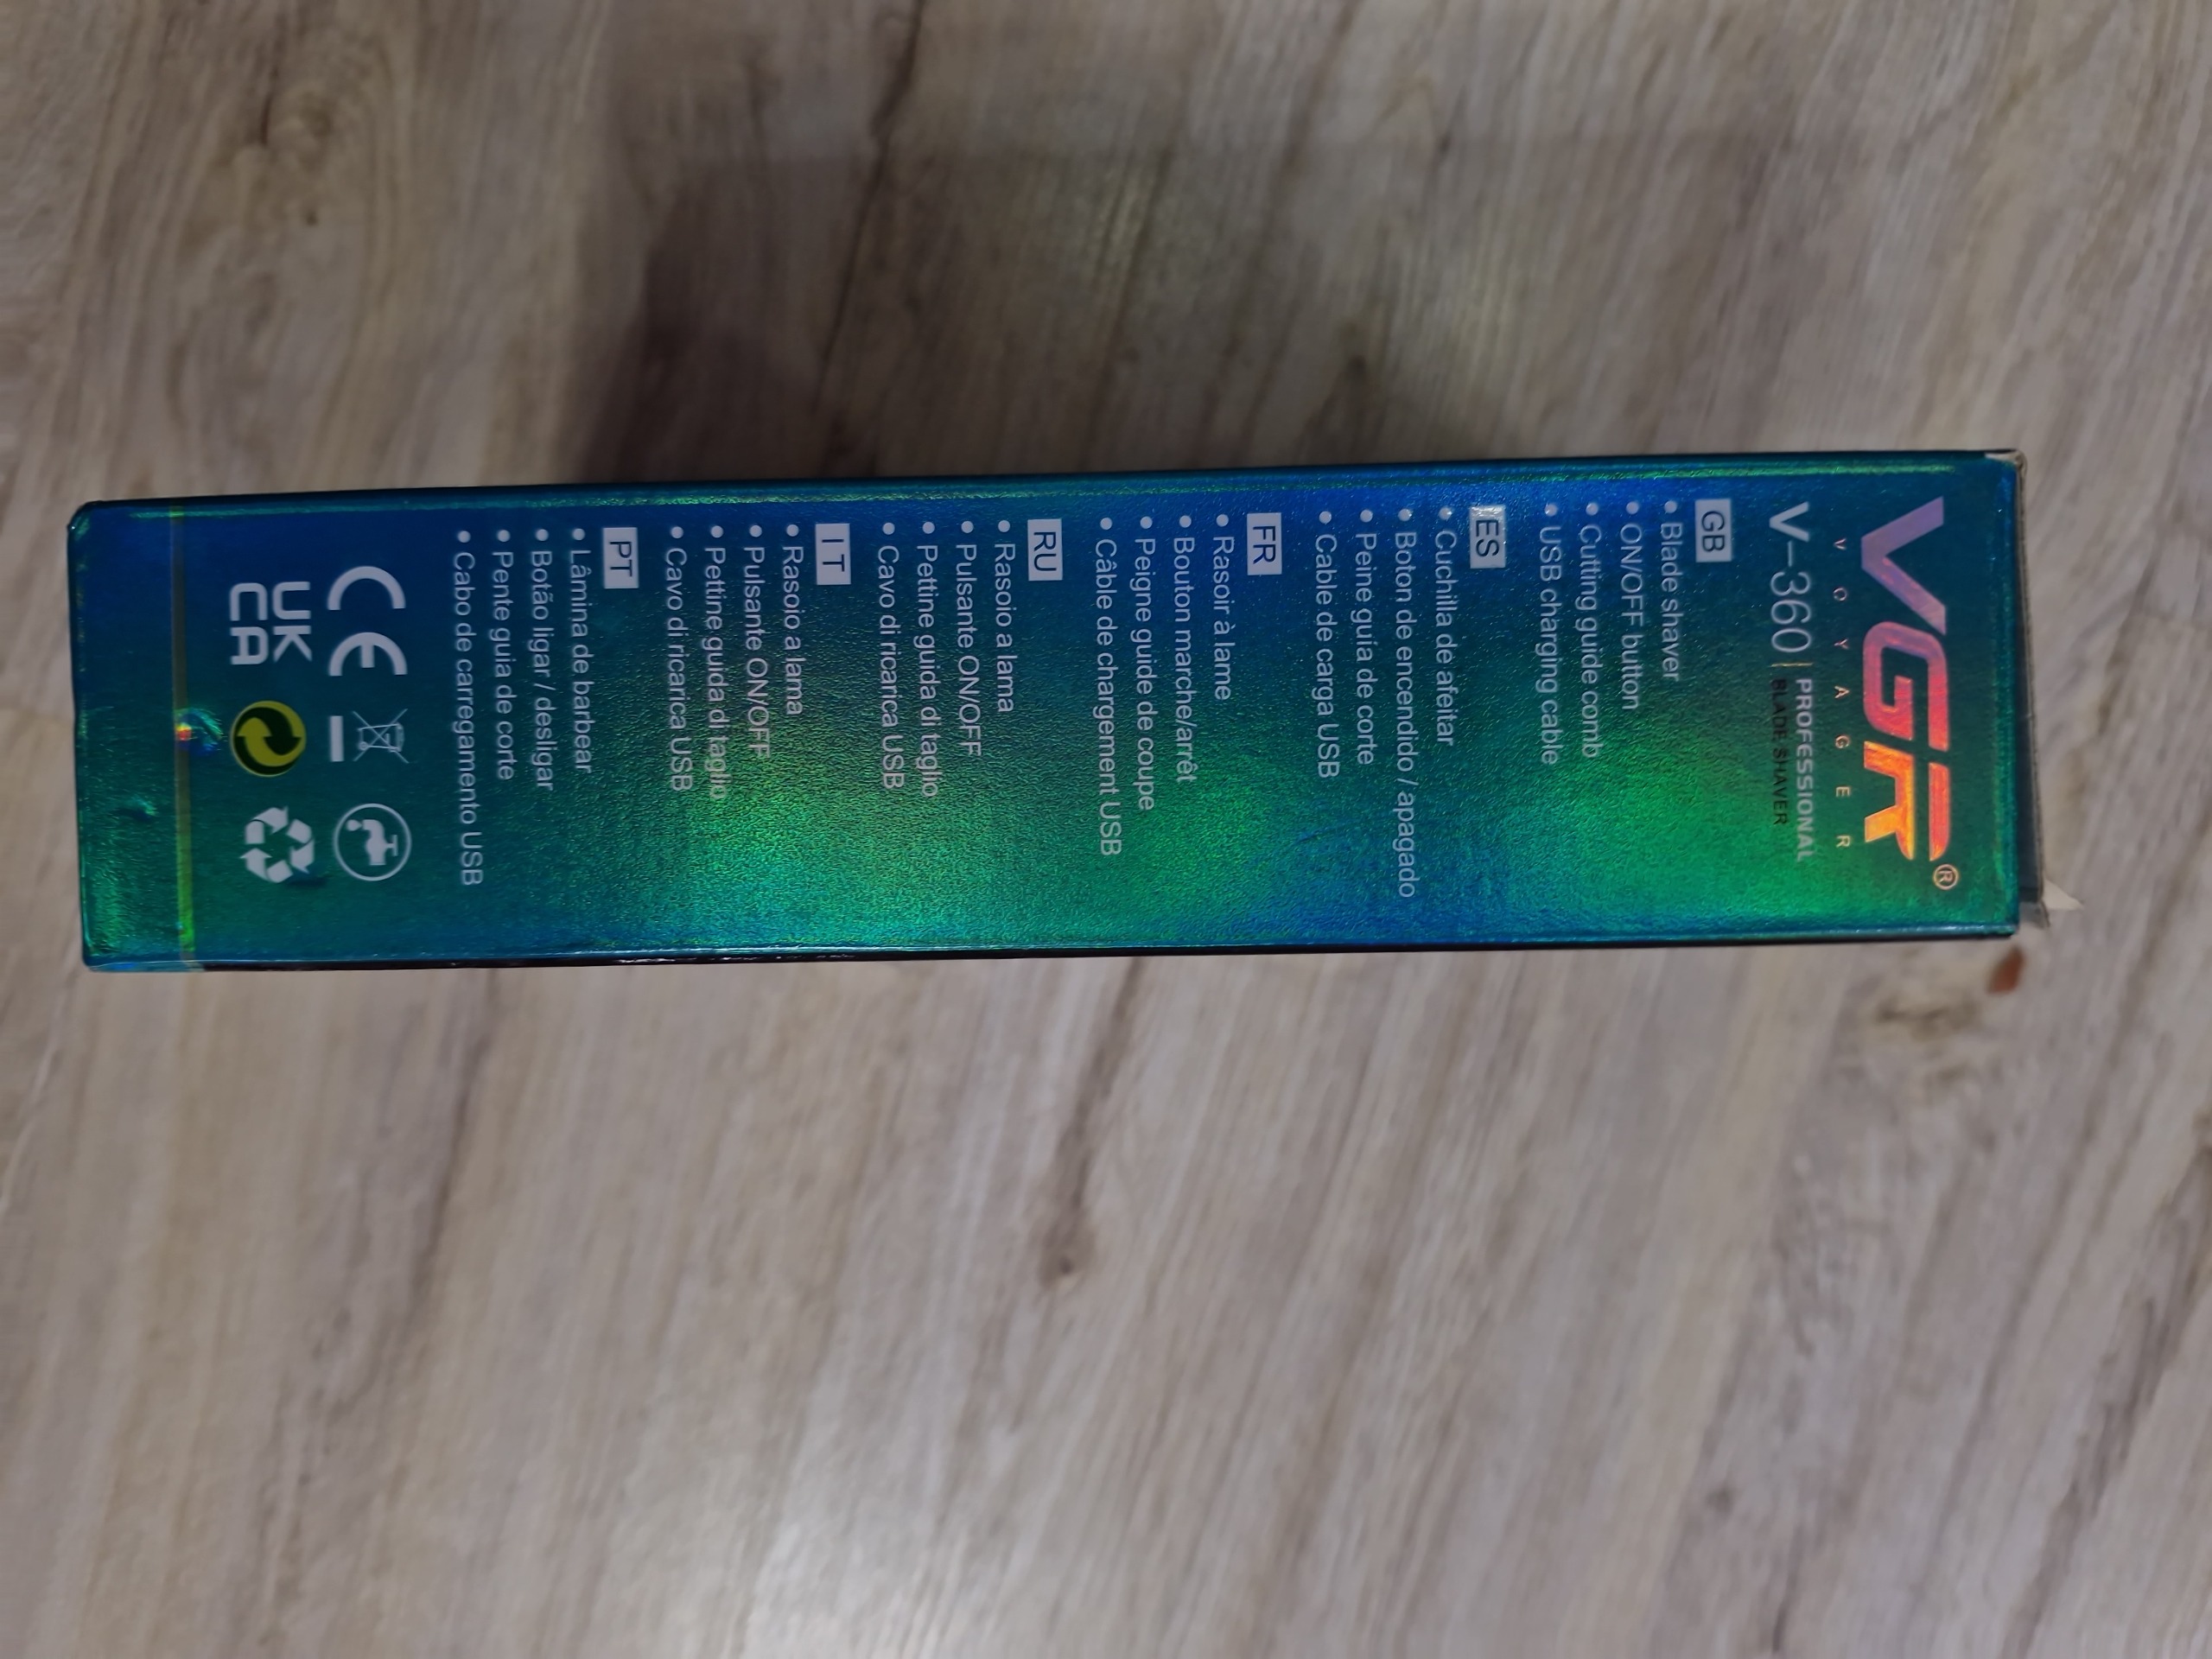 VGR®
VOYAGER
V-360 | PROFESSIONAL
BLADE SHAVER
GB
• Blade shaver
• ON/OFF button
• Cutting guide comb
• USB charging cable
ES
• Cuchilla de afeitar
• Boton de encendido / apagado
• Peine guía de corte
• Cable de carga USB
FR
• Rasoir à lame
• Bouton marche/arrêt
• Peigne guide de coupe
• Câble de chargement USB
RU
• Rasoio a lama
• Pulsante ON/OFF
• Pettine guida di taglio
• Cavo di ricarica USB
IT
• Rasoio a lama
• Pulsante ON/OFF
• Pettine guida di taglio
• Cavo di ricarica USB
PT
• Lâmina de barbear
• Botão ligar / desligar
• Pente guia de corte
• Cabo de carregamento USB
CE
UK
CA